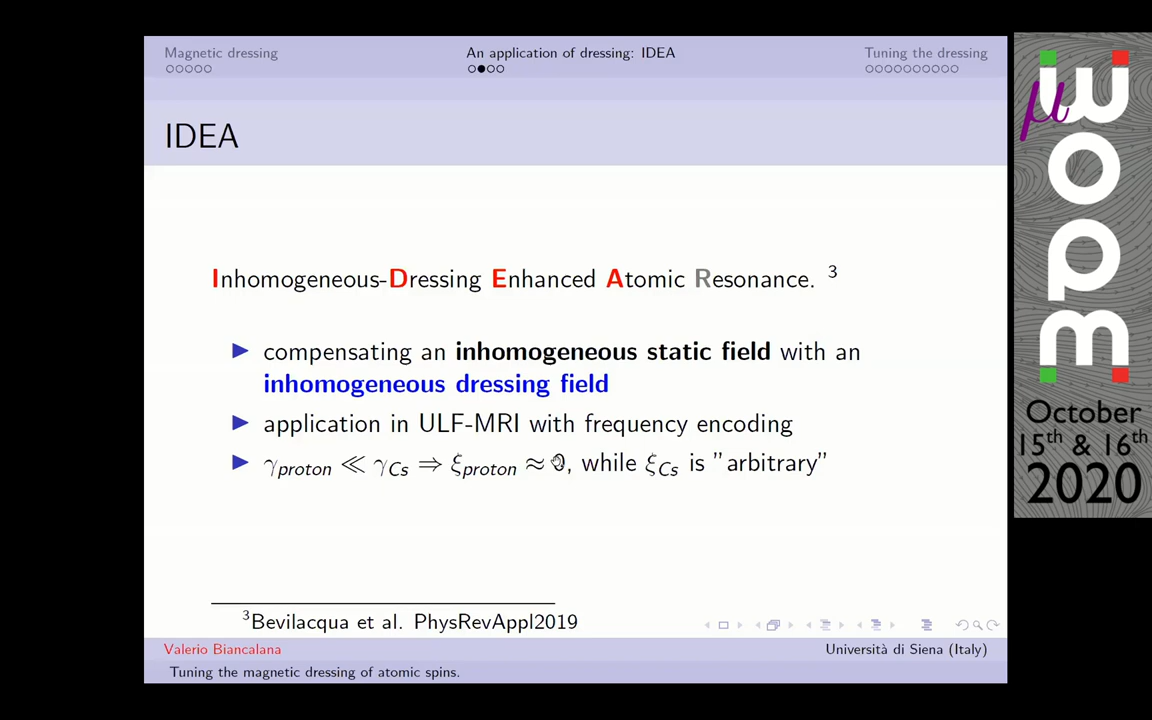 Magnetic dressing
An application of dressing: IDEA
Tuning the dressing
IDEA
Inhomogeneous-Dressing Enhanced Atomic Resonance. 3
compensating an inhomogeneous static field with an
inhomogeneous dressing field
application in ULF-MRI with frequency encoding
γproton ≪ γCs ⇒ ξproton ≈ 0, while ξCs is "arbitrary"
3Bevilacqua et al. PhysRevAppl2019
Valerio Biancalana
Università di Siena (Italy)
Tuning the magnetic dressing of atomic spins.
μWOPM
October
15th & 16th
2020